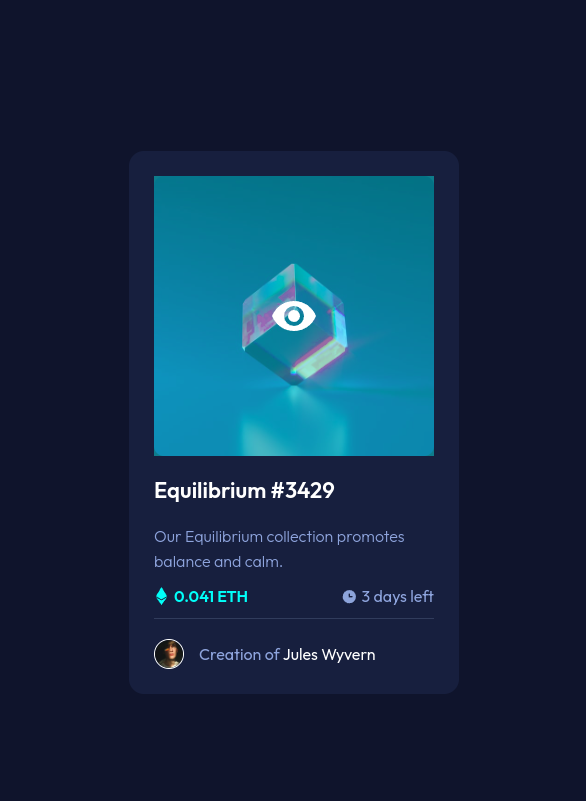 Equilibrium #3429
Our Equilibrium collection promotes
balance and calm.
0.041 ETH 3 days left
Creation of Jules Wyvern